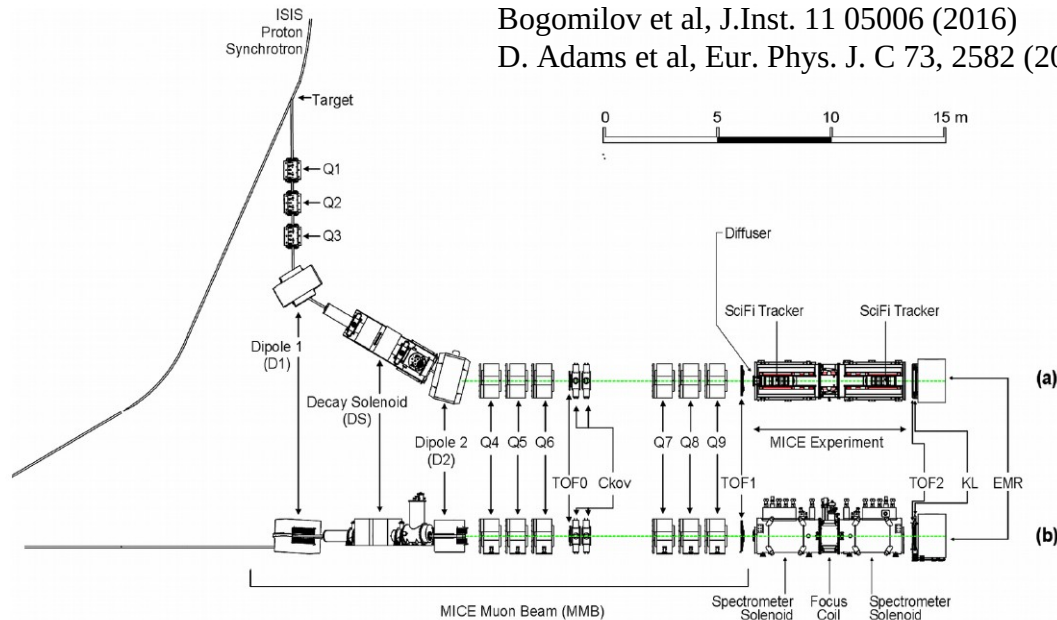 Bogomilov et al, J.Inst. 11 05006 (2016)
D. Adams et al, Eur. Phys. J. C 73, 2582 (20
ISIS
Proton
Synchrotron
Target
0 5 10 15 m
Q1
Q2
Q3
Diffuser
SciFi Tracker SciFi Tracker
Dipole 1
(D1)
(a)
Decay Solenoid
(DS)
Dipole 2
(D2)
Q4 Q5 Q6 Q7 Q8 Q9 MICE Experiment
TOF0 Ckov TOF1 TOF2 KL EMR
(b)
MICE Muon Beam (MMB)
Spectrometer
Solenoid
Focus
Coil
Spectrometer
Solenoid